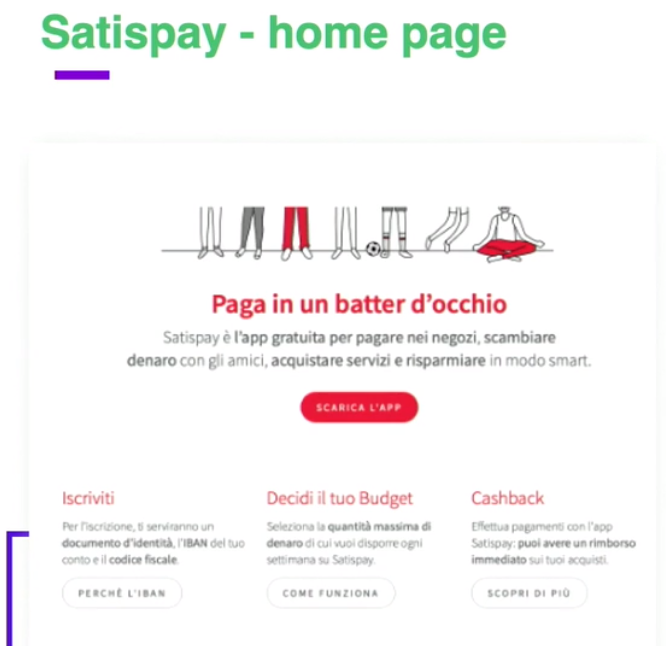 Satispay - home page
Paga in un batter d'occhio
Satispay è l'app gratuita per pagare nei negozi, scambiare
denaro con gli amici, acquistare servizi e risparmiare in modo smart.
SCARICA L'APP
Iscriviti
Per l'iscrizione, ti serviranno un
documento d'identità, l'IBAN del tuo
conto e il codice fiscale.
PERCHÈ L'IBAN
Decidi il tuo Budget
Seleziona la quantità massima di
denaro di cui vuoi disporre ogni
settimana su Satispay.
COME FUNZIONA
Cashback
Effettua pagamenti con l'app
Satispay: puoi avere un rimborso
immediato sui tuoi acquisti.
SCOPRI DI PIÙ